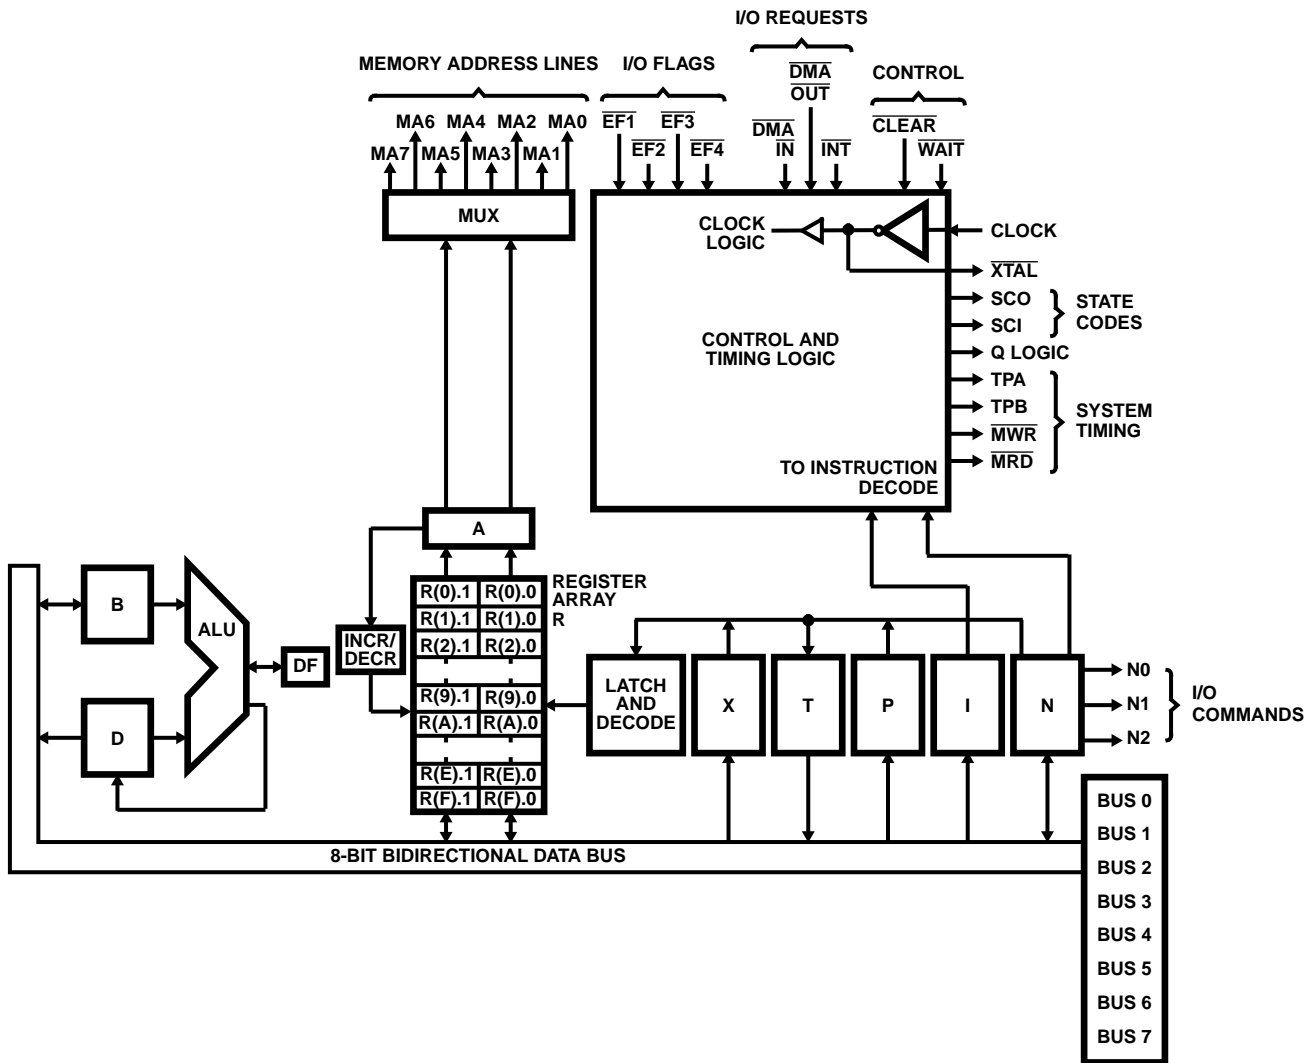 I/O REQUESTS
MEMORY ADDRESS LINES
I/O FLAGS
DMA
OUT
CONTROL
MA6 MA4 MA2 MA0
EF1 EF3
DMA
IN
CLEAR
MA7 MA5 MA3 MA1
EF2 EF4
INT
WAIT
MUX
CLOCK
LOGIC
CLOCK
XTAL
SCO
SCI
STATE
CODES
CONTROL AND
TIMING LOGIC
Q LOGIC
TPA
TPB
MWR
MRD
SYSTEM
TIMING
TO INSTRUCTION
DECODE
A
REGISTER
ARRAY
R
R(0).1 R(0).0
R(1).1 R(1).0
R(2).1 R(2).0
R(9).1 R(9).0
R(A).1 R(A).0
R(E).1 R(E).0
R(F).1 R(F).0
B
ALU
DF
INCR/
DECR
D
LATCH
AND
DECODE
X
T
P
I
N
N0
N1
N2
I/O
COMMANDS
8-BIT BIDIRECTIONAL DATA BUS
BUS 0
BUS 1
BUS 2
BUS 3
BUS 4
BUS 5
BUS 6
BUS 7